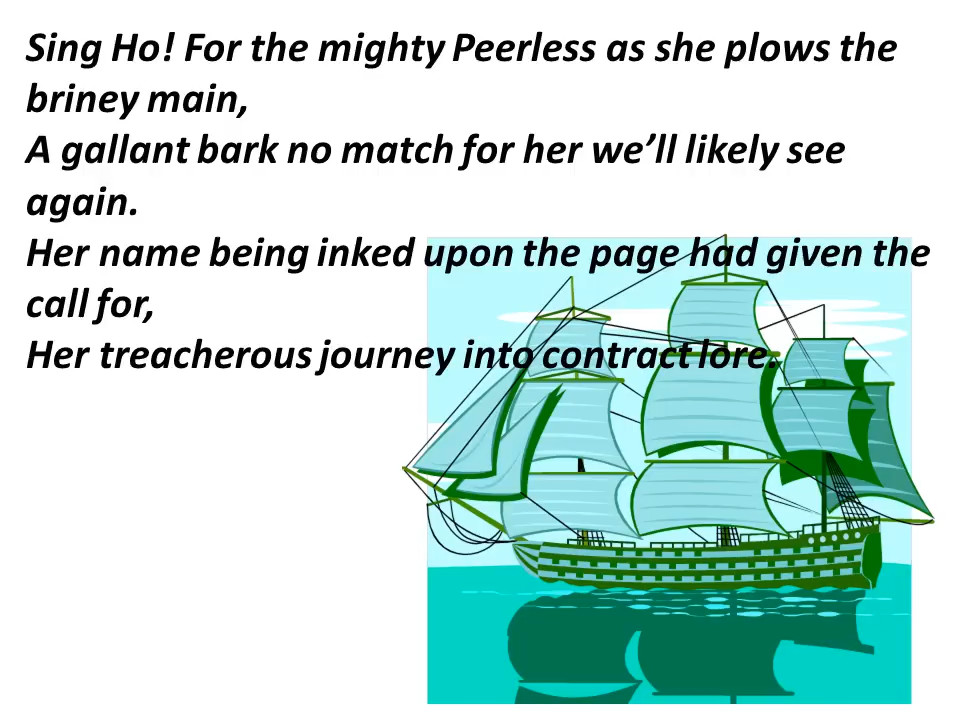 Sing Ho! For the mighty Peerless as she plows the
briney main,
A gallant bark no match for her we’ll likely see
again.
Her name being inked upon the page had given the
call for,
Her treacherous journey into contract lore.